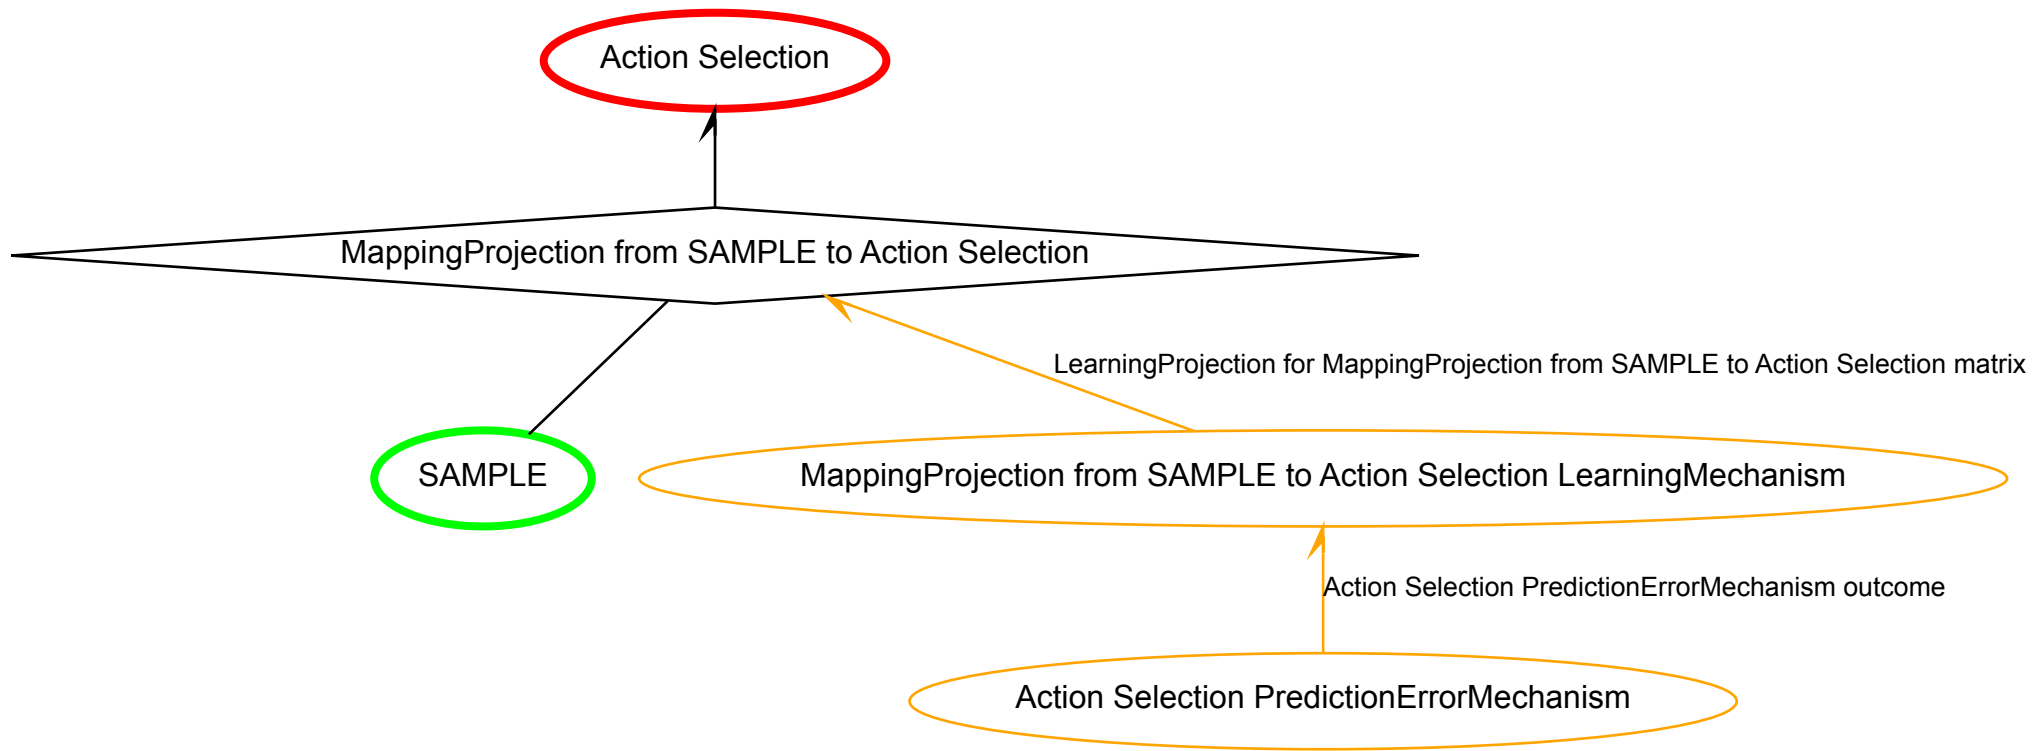 Action Selection
MappingProjection from SAMPLE to Action Selection
LearningProjection for MappingProjection from SAMPLE to Action Selection matrix
SAMPLE
MappingProjection from SAMPLE to Action Selection LearningMechanism
Action Selection PredictionErrorMechanism outcome
Action Selection PredictionErrorMechanism